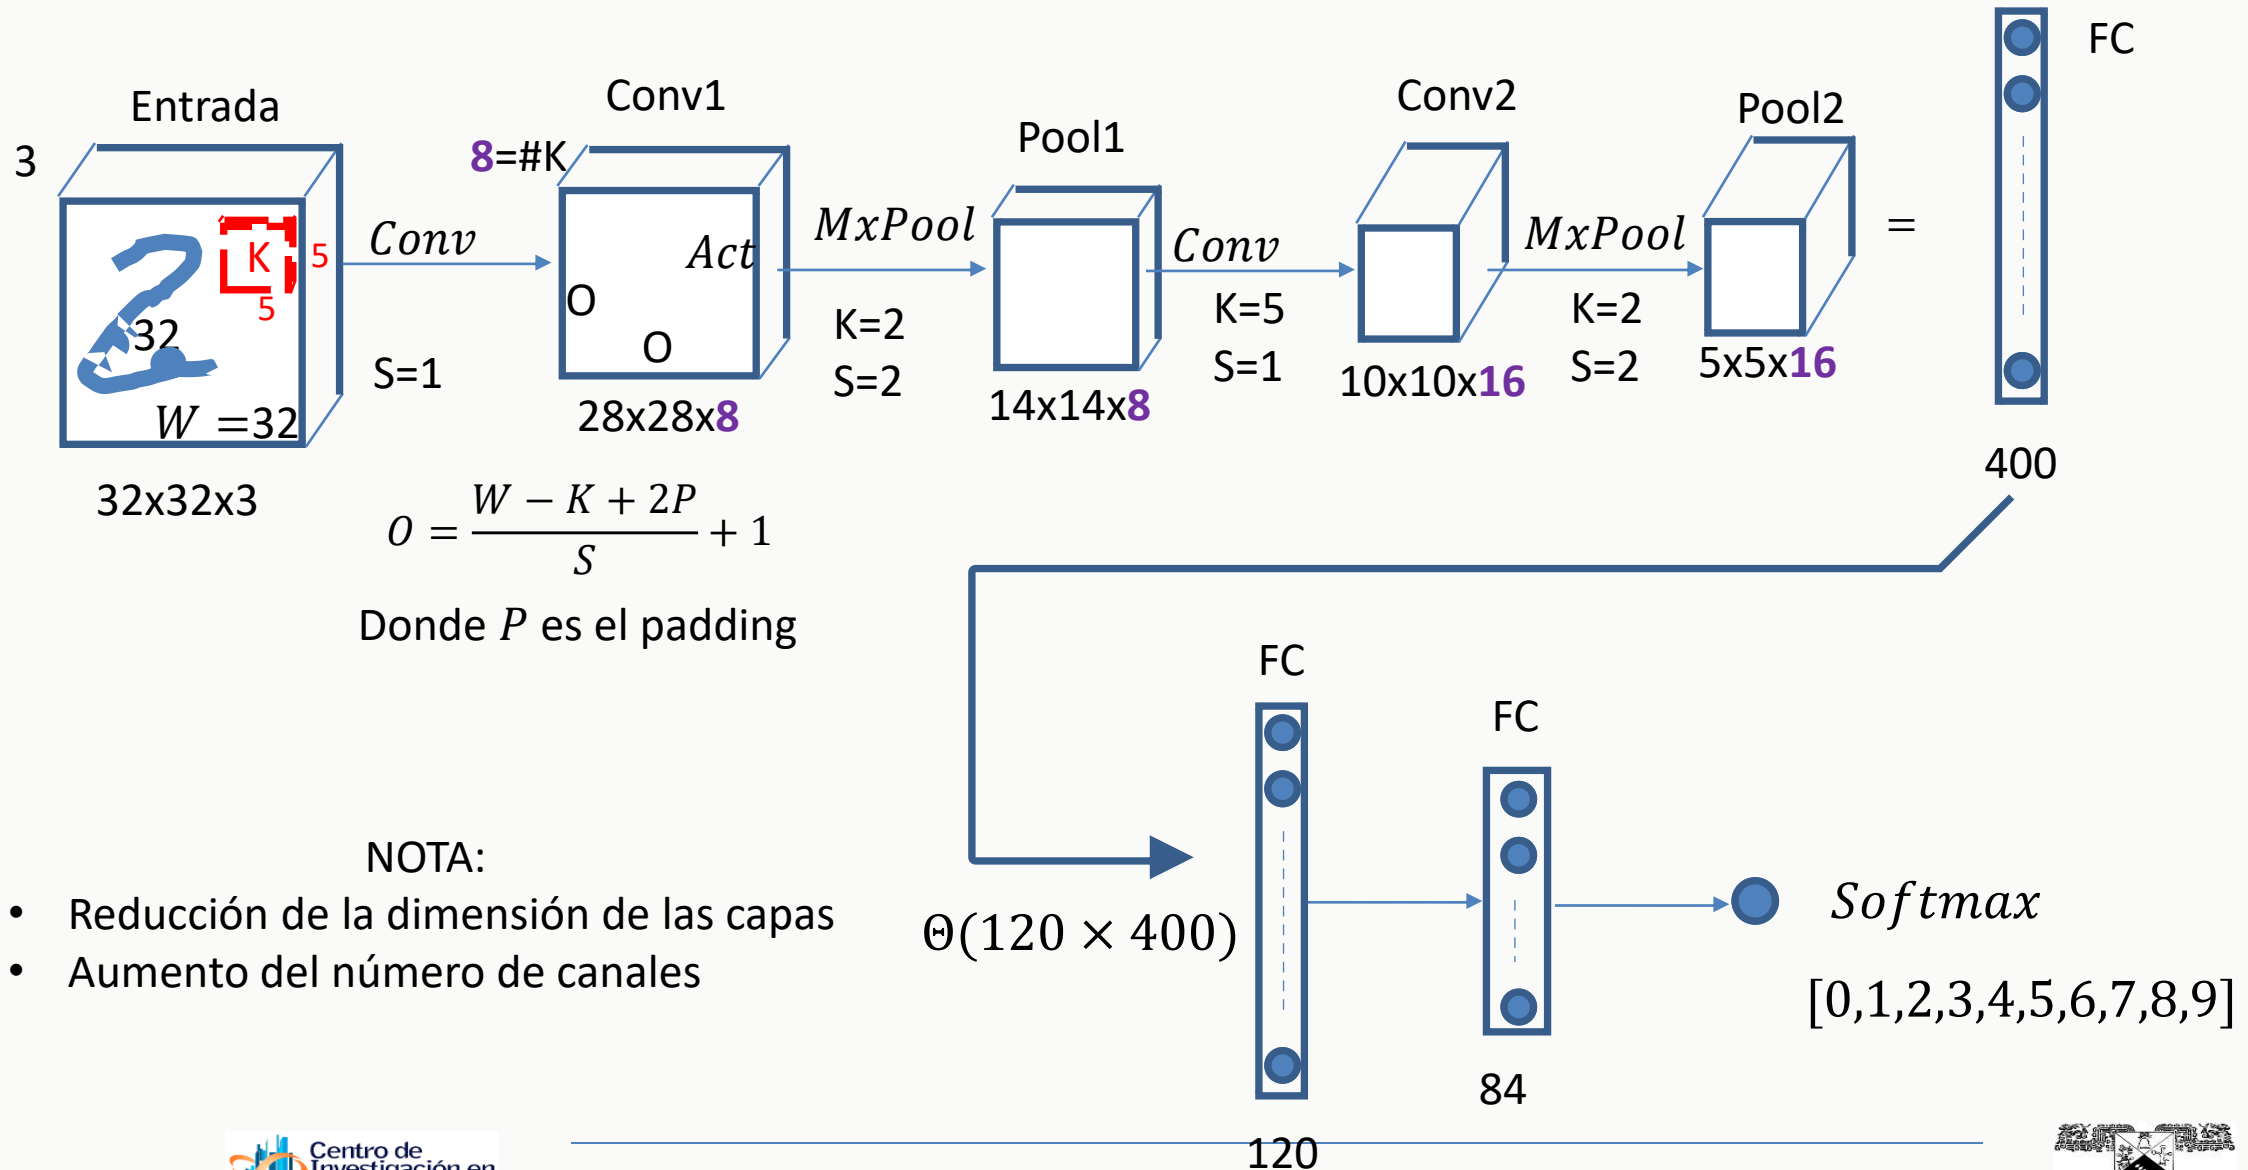 Entrada
3
K
5
5
32
W =32
32x32x3
Conv
S=1
Conv1
8=#K
Act
O
O
28x28x8
MxPool
K=2
S=2
Pool1
14x14x8
Conv
K=5
S=1
Conv2
10x10x16
MxPool
K=2
S=2
Pool2
5x5x16
=
FC
400
O = (W − K + 2P)/S + 1
Donde P es el padding
NOTA:
• Reducción de la dimensión de las capas
• Aumento del número de canales
Θ(120 × 400)
FC
120
FC
84
Softmax
[0,1,2,3,4,5,6,7,8,9]
Centro de
Investigación en